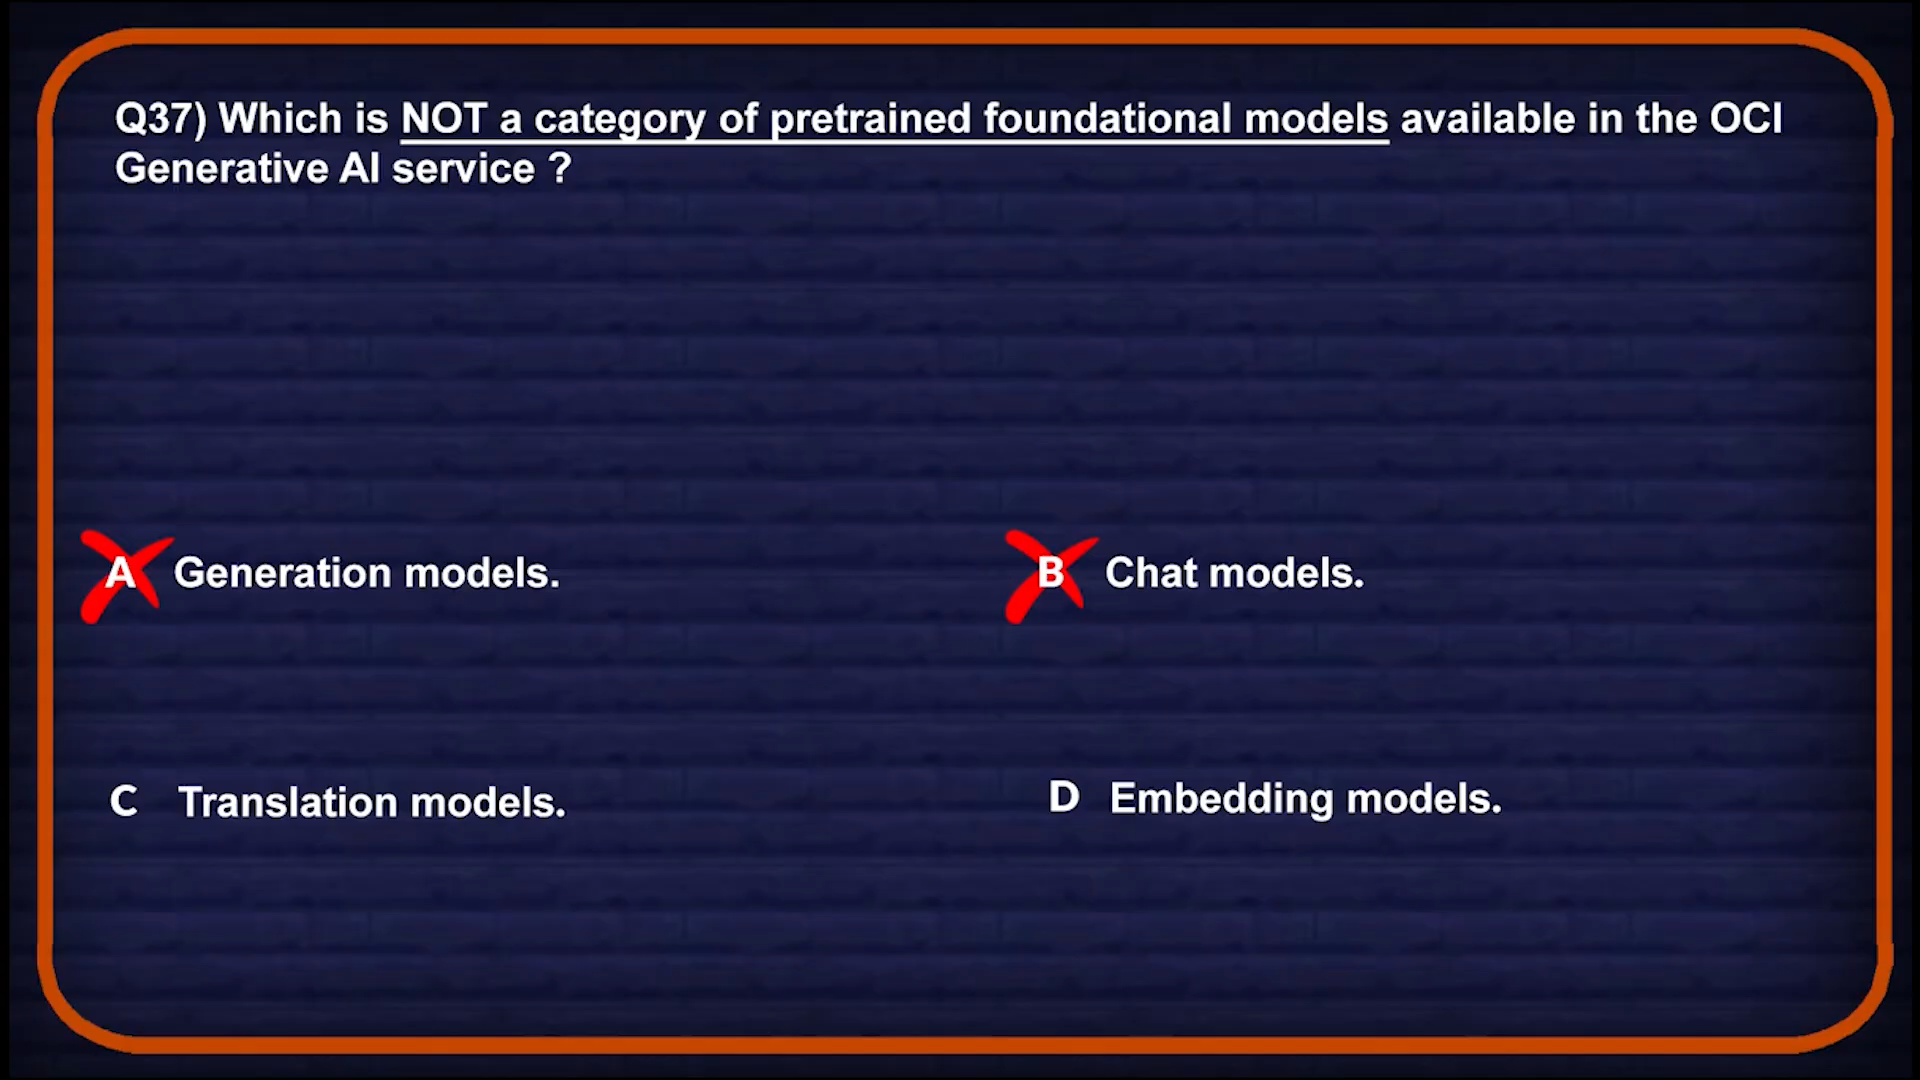 Q37) Which is NOT a category of pretrained foundational models available in the OCI
Generative AI service ?
A Generation models.
B Chat models.
C Translation models.
D Embedding models.